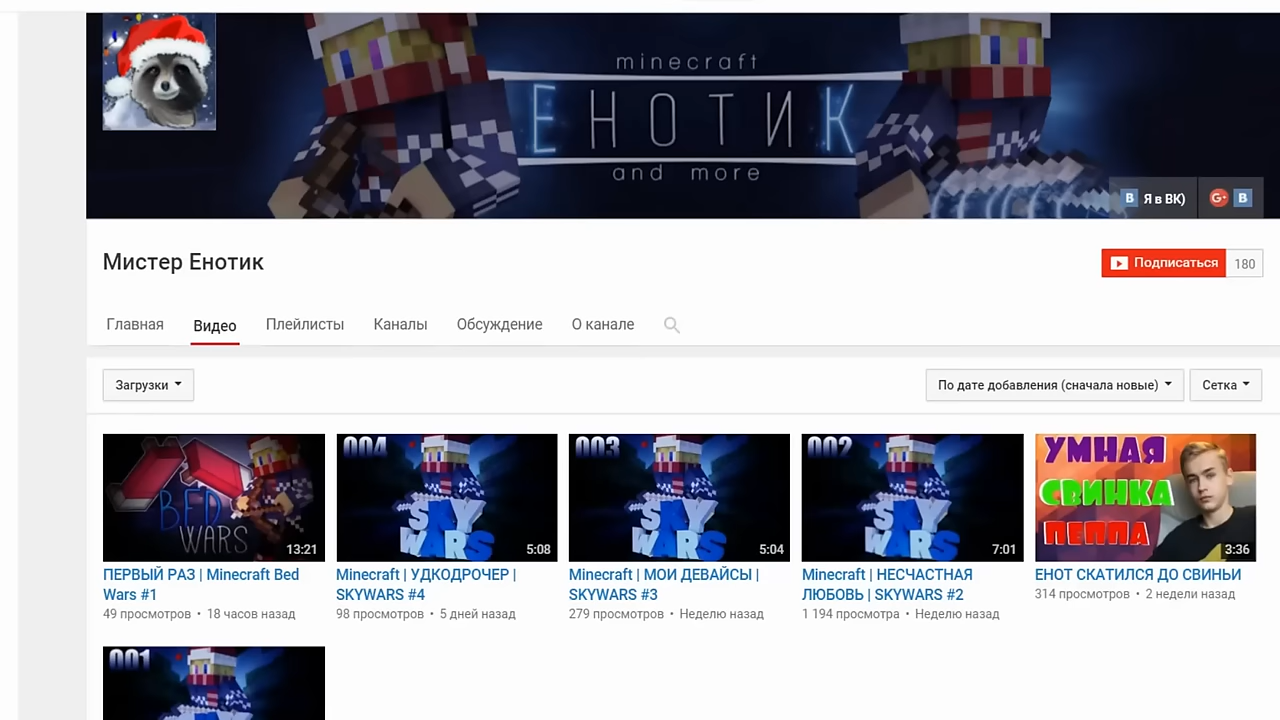 minecraft
ЕНОТИК
and more
В Я в ВК)
G+ В
Мистер Енотик
Подписаться 180
Главная Видео Плейлисты Каналы Обсуждение О канале
Загрузки
По дате добавления (сначала новые) Сетка
BED
WARS
13:21
004
SKY
WARS
5:08
003
SKY
WARS
5:04
002
SKY
WARS
7:01
УМНАЯ
СВИНКА
ПЕППА
3:36
ПЕРВЫЙ РАЗ | Minecraft Bed
Wars #1
49 просмотров • 18 часов назад
Minecraft | УДКОДРОЧЕР |
SKYWARS #4
98 просмотров • 5 дней назад
Minecraft | МОИ ДЕВАЙСЫ |
SKYWARS #3
279 просмотров • Неделю назад
Minecraft | НЕСЧАСТНАЯ
ЛЮБОВЬ | SKYWARS #2
1 194 просмотра • Неделю назад
ЕНОТ СКАТИЛСЯ ДО СВИНЬИ
314 просмотров • 2 недели назад
001